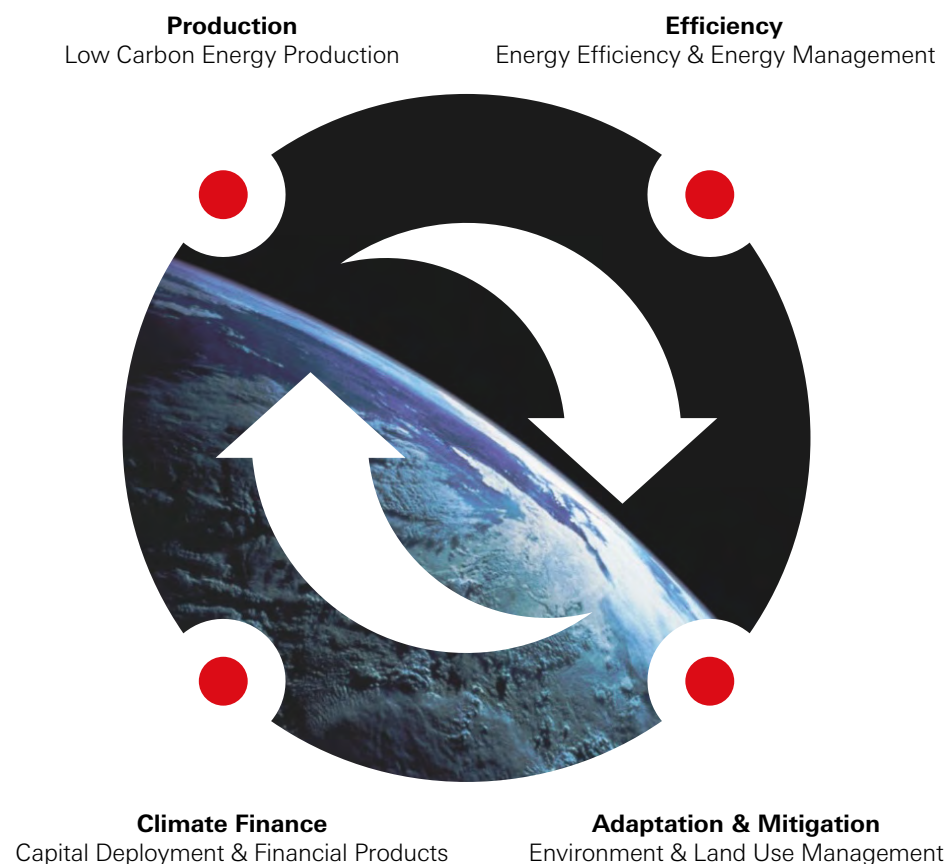 Production
Low Carbon Energy Production
Efficiency
Energy Efficiency & Energy Management
Climate Finance
Capital Deployment & Financial Products
Adaptation & Mitigation
Environment & Land Use Management